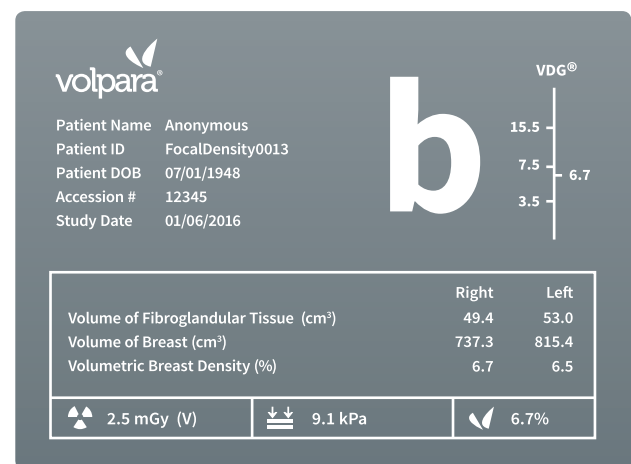 volpara®
Patient Name Anonymous
Patient ID FocalDensity0013
Patient DOB 07/01/1948
Accession # 12345
Study Date 01/06/2016
b
VDG®
15.5
7.5
6.7
3.5
Right Left
Volume of Fibroglandular Tissue (cm³) 49.4 53.0
Volume of Breast (cm³) 737.3 815.4
Volumetric Breast Density (%) 6.7 6.5
2.5 mGy (V) 9.1 kPa 6.7%